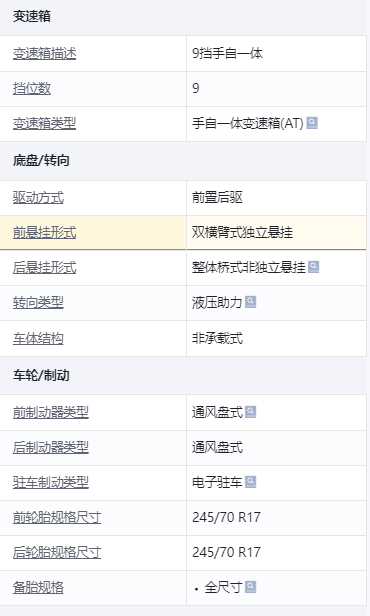 变速箱
变速箱描述 9挡手自一体
挡位数 9
变速箱类型 手自一体变速箱(AT)
底盘/转向
驱动方式 前置后驱
前悬挂形式 双横臂式独立悬挂
后悬挂形式 整体桥式非独立悬挂
转向类型 液压助力
车体结构 非承载式
车轮/制动
前制动器类型 通风盘式
后制动器类型 通风盘式
驻车制动类型 电子驻车
前轮胎规格尺寸 245/70 R17
后轮胎规格尺寸 245/70 R17
备胎规格 • 全尺寸